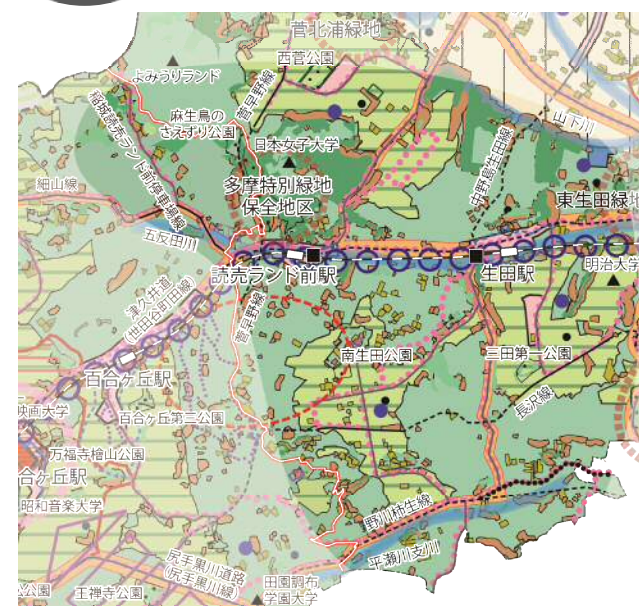 菅北浦緑地
西菅公園
よみうりランド
菅早野線
麻生鳥の
さえずり公園
稲城読売ランド前停車場線
日本女子大学
中野島生田線
山下川
細山線
多摩特別緑地
保全地区
東生田緑地
五反田川
読売ランド前駅
生田駅
明治大学
津久井道
(世田谷町田線)
菅早野線
南生田公園
三田第一公園
百合ヶ丘駅
長沢線
映画大学
百合ヶ丘第三公園
万福寺檜山公園
合ヶ丘駅
昭和音楽大学
野川柿生線
平瀬川支川
尻手黒川道路
(尻手黒川線)
田園調布
学園大学
公園
王禅寺公園